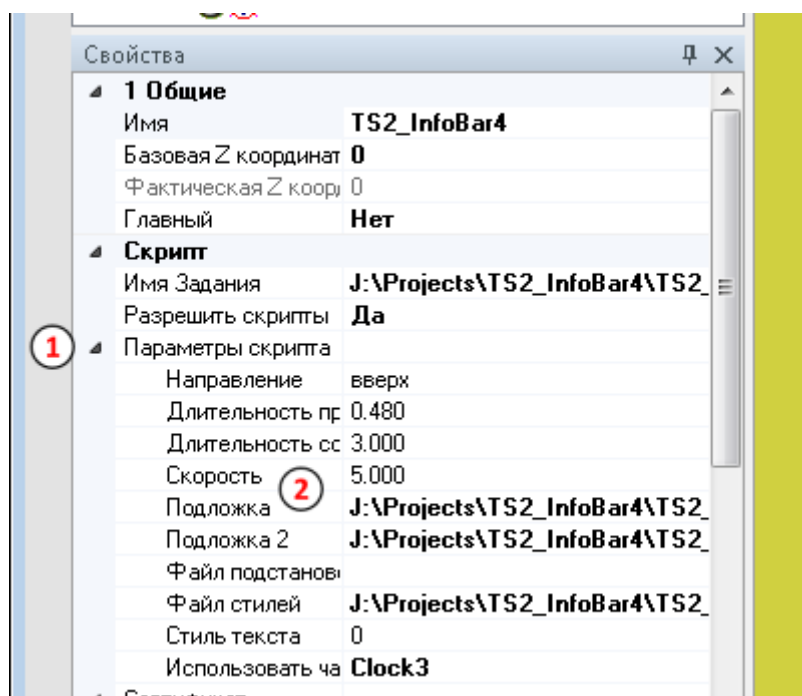 Свойства
1 Общие
Имя TS2_InfoBar4
Базовая Z координат 0
Фактическая Z коор 0
Главный Нет
Скрипт
Имя Задания J:\Projects\TS2_InfoBar4\TS2_
Разрешить скрипты Да
1 Параметры скрипта
Направление вверх
Длительность пр 0.480
Длительность сс 3.000
Скорость 5.000
2
Подложка J:\Projects\TS2_InfoBar4\TS2_
Подложка 2 J:\Projects\TS2_InfoBar4\TS2_
Файл подстанов
Файл стилей J:\Projects\TS2_InfoBar4\TS2_
Стиль текста 0
Использовать ча Clock3